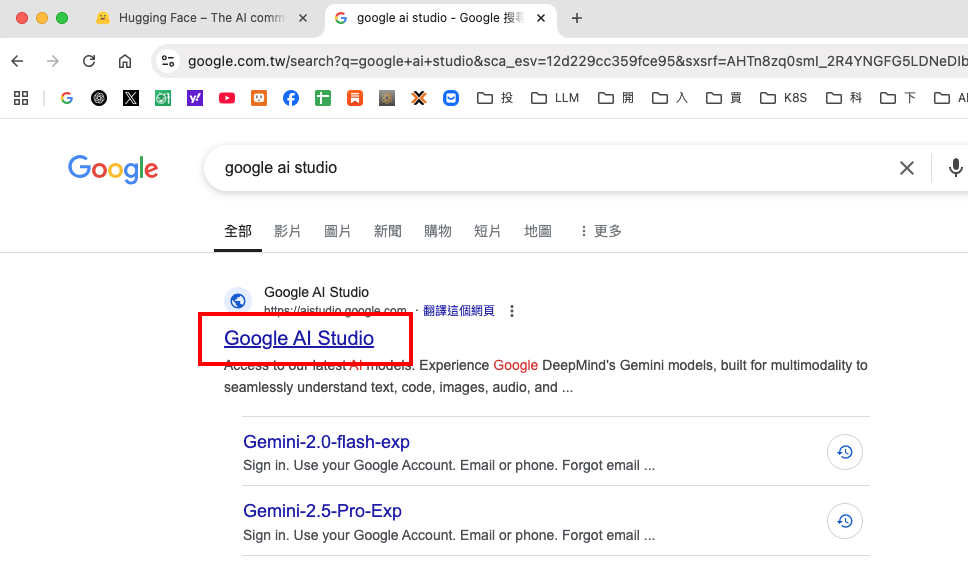 Hugging Face – The AI comm
google ai studio - Google 搜尋
google.com.tw/search?q=google+ai+studio&sca_esv=12d229cc359fce95&sxsrf=AHTn8zq0smI_2R4YNGFG5LDNeDIb
投 LLM 開 入 買 K8S 科 下 AI
Google
google ai studio
全部 影片 圖片 新聞 購物 短片 地圖 更多
Google AI Studio
https://aistudio.google.com · 翻譯這個網頁
Google AI Studio
Access to our latest AI models. Experience Google DeepMind's Gemini models, built for multimodality to
seamlessly understand text, code, images, audio, and ...
Gemini-2.0-flash-exp
Sign in. Use your Google Account. Email or phone. Forgot email ...
Gemini-2.5-Pro-Exp
Sign in. Use your Google Account. Email or phone. Forgot email ...